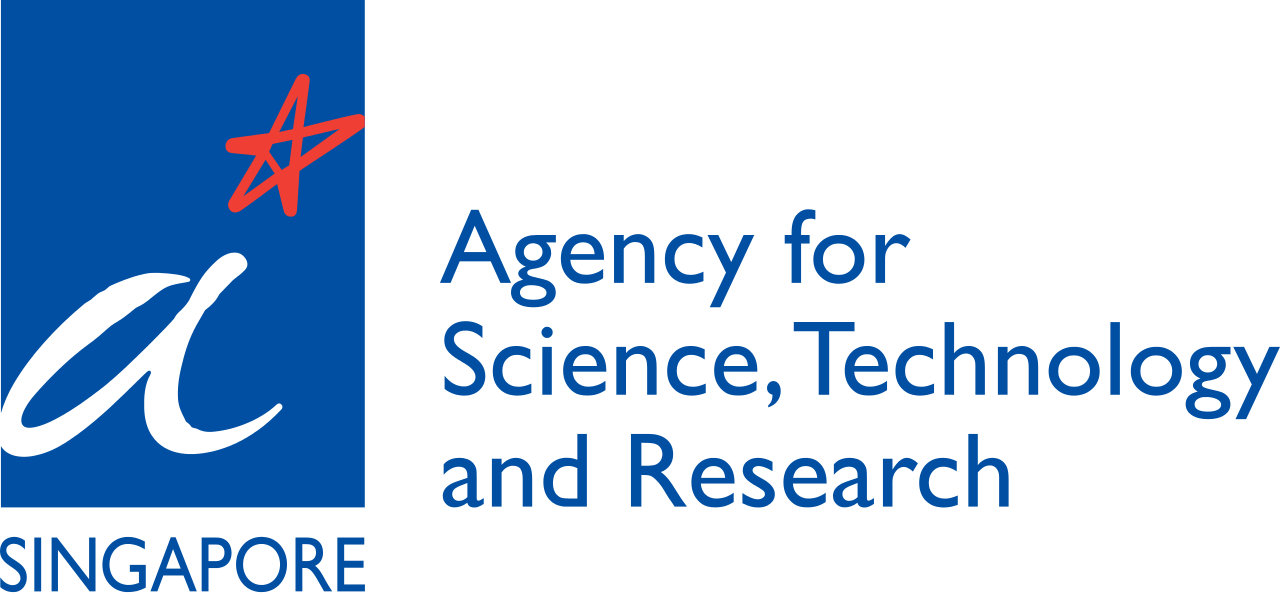 a
SINGAPORE
Agency for
Science, Technology
and Research